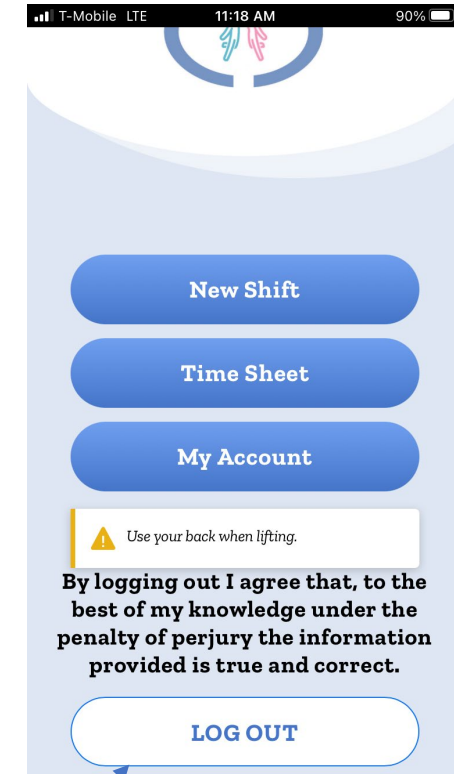 T-Mobile LTE 11:18 AM 90%
New Shift
Time Sheet
My Account
Use your back when lifting.
By logging out I agree that, to the
best of my knowledge under the
penalty of perjury the information
provided is true and correct.
LOG OUT